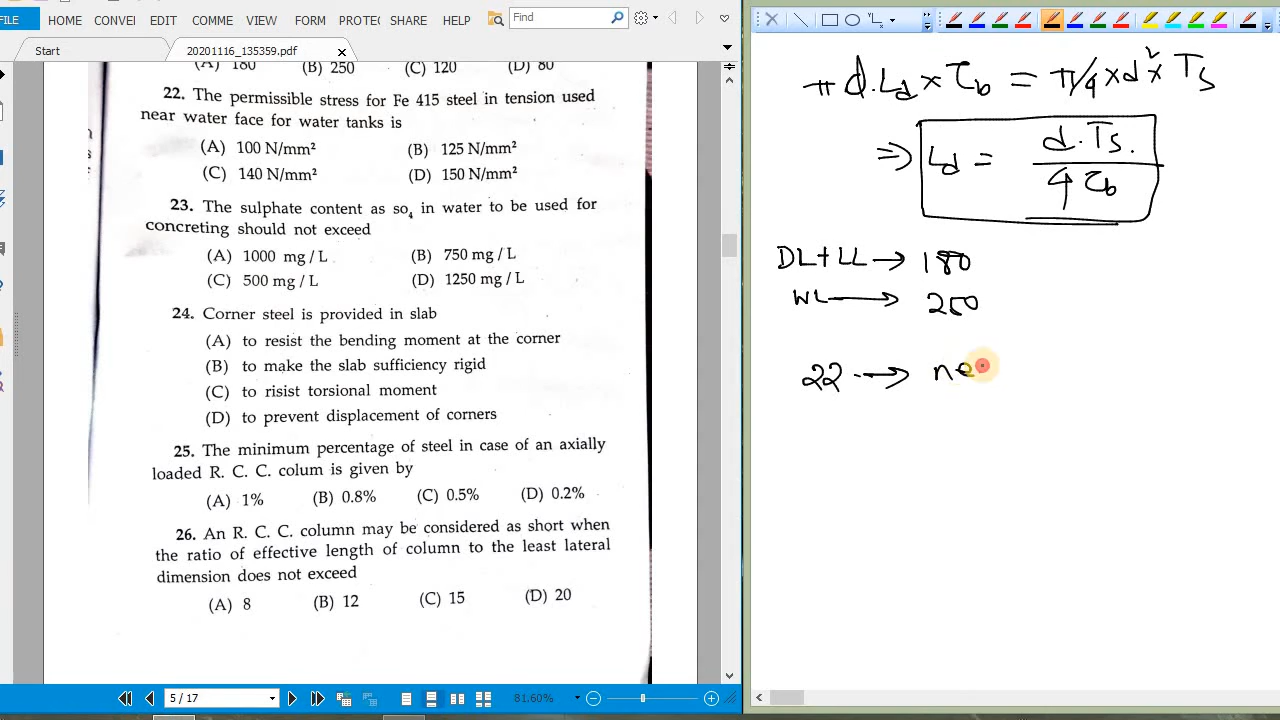 FILE HOME CONVEI EDIT COMME VIEW FORM PROTEC SHARE HELP Find
Start 20201116_135359.pdf
(A) 180 (B) 250 (C) 120 (D) 80
22. The permissible stress for Fe 415 steel in tension used
near water face for water tanks is
(A) 100 N/mm² (B) 125 N/mm²
(C) 140 N/mm² (D) 150 N/mm²
23. The sulphate content as so₄ in water to be used for
concreting should not exceed
(A) 1000 mg / L (B) 750 mg / L
(C) 500 mg / L (D) 1250 mg / L
24. Corner steel is provided in slab
(A) to resist the bending moment at the corner
(B) to make the slab sufficiency rigid
(C) to risist torsional moment
(D) to prevent displacement of corners
25. The minimum percentage of steel in case of an axially
loaded R. C. C. colum is given by
(A) 1% (B) 0.8% (C) 0.5% (D) 0.2%
26. An R. C. C. column may be considered as short when
the ratio of effective length of column to the least lateral
dimension does not exceed
(A) 8 (B) 12 (C) 15 (D) 20
5 / 17 81.60%
π d.Ld × τb = π/4 × d² × Ts
⇒ Ld = d.Ts. / 4 τb
DL + LL → 180
WL → 250
22 → ne